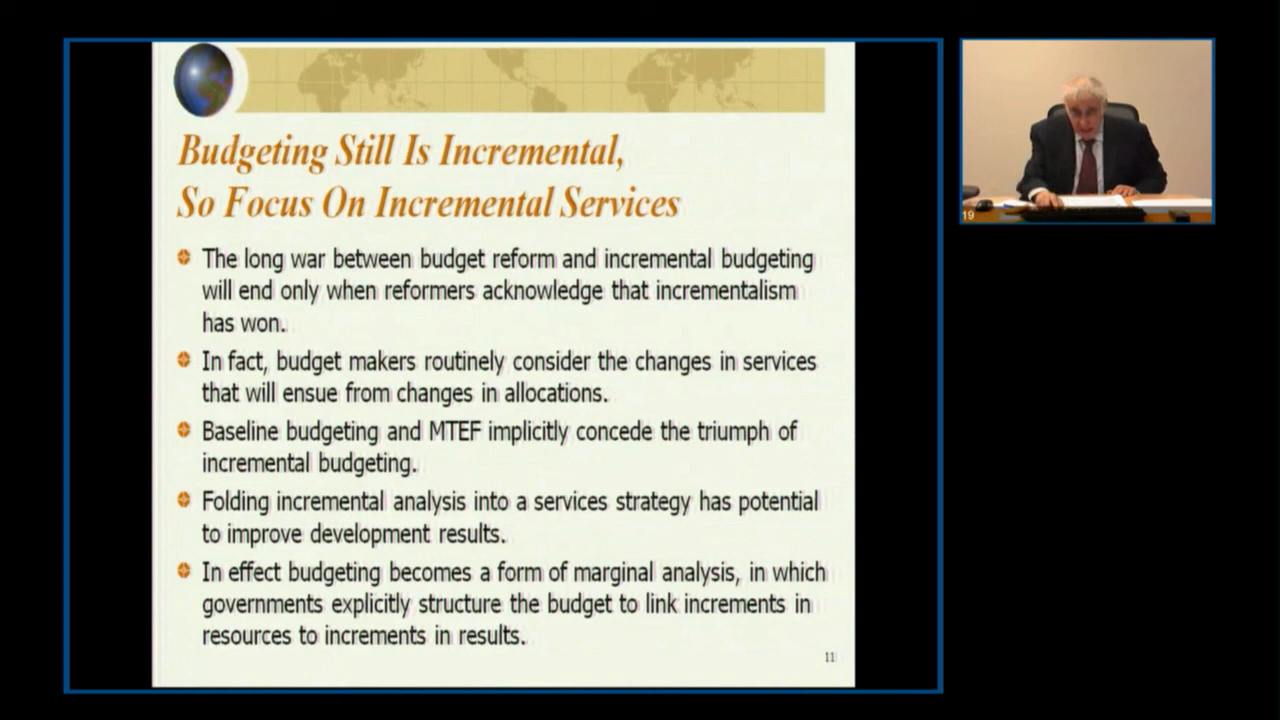 Budgeting Still Is Incremental,
So Focus On Incremental Services
The long war between budget reform and incremental budgeting
will end only when reformers acknowledge that incrementalism
has won.
In fact, budget makers routinely consider the changes in services
that will ensue from changes in allocations.
Baseline budgeting and MTEF implicitly concede the triumph of
incremental budgeting.
Folding incremental analysis into a services strategy has potential
to improve development results.
In effect budgeting becomes a form of marginal analysis, in which
governments explicitly structure the budget to link increments in
resources to increments in results.
11
19